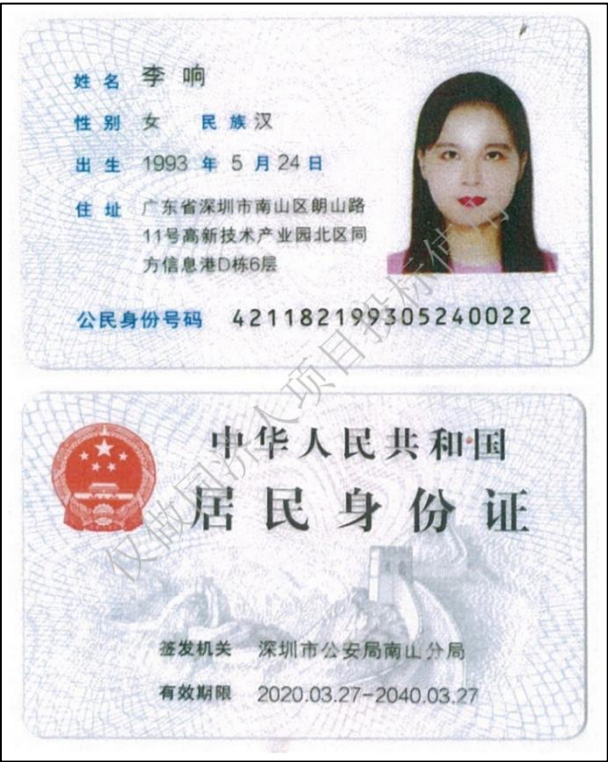 姓名 李响
性别 女 民族 汉
出生 1993 年 5 月 24 日
住址 广东省深圳市南山区朗山路
11号高新技术产业园北区同
方信息港D栋6层
公民身份号码 421182199305240022
中华人民共和国
居民身份证
签发机关 深圳市公安局南山分局
有效期限 2020.03.27-2040.03.27
仅做同济人项目投标使用